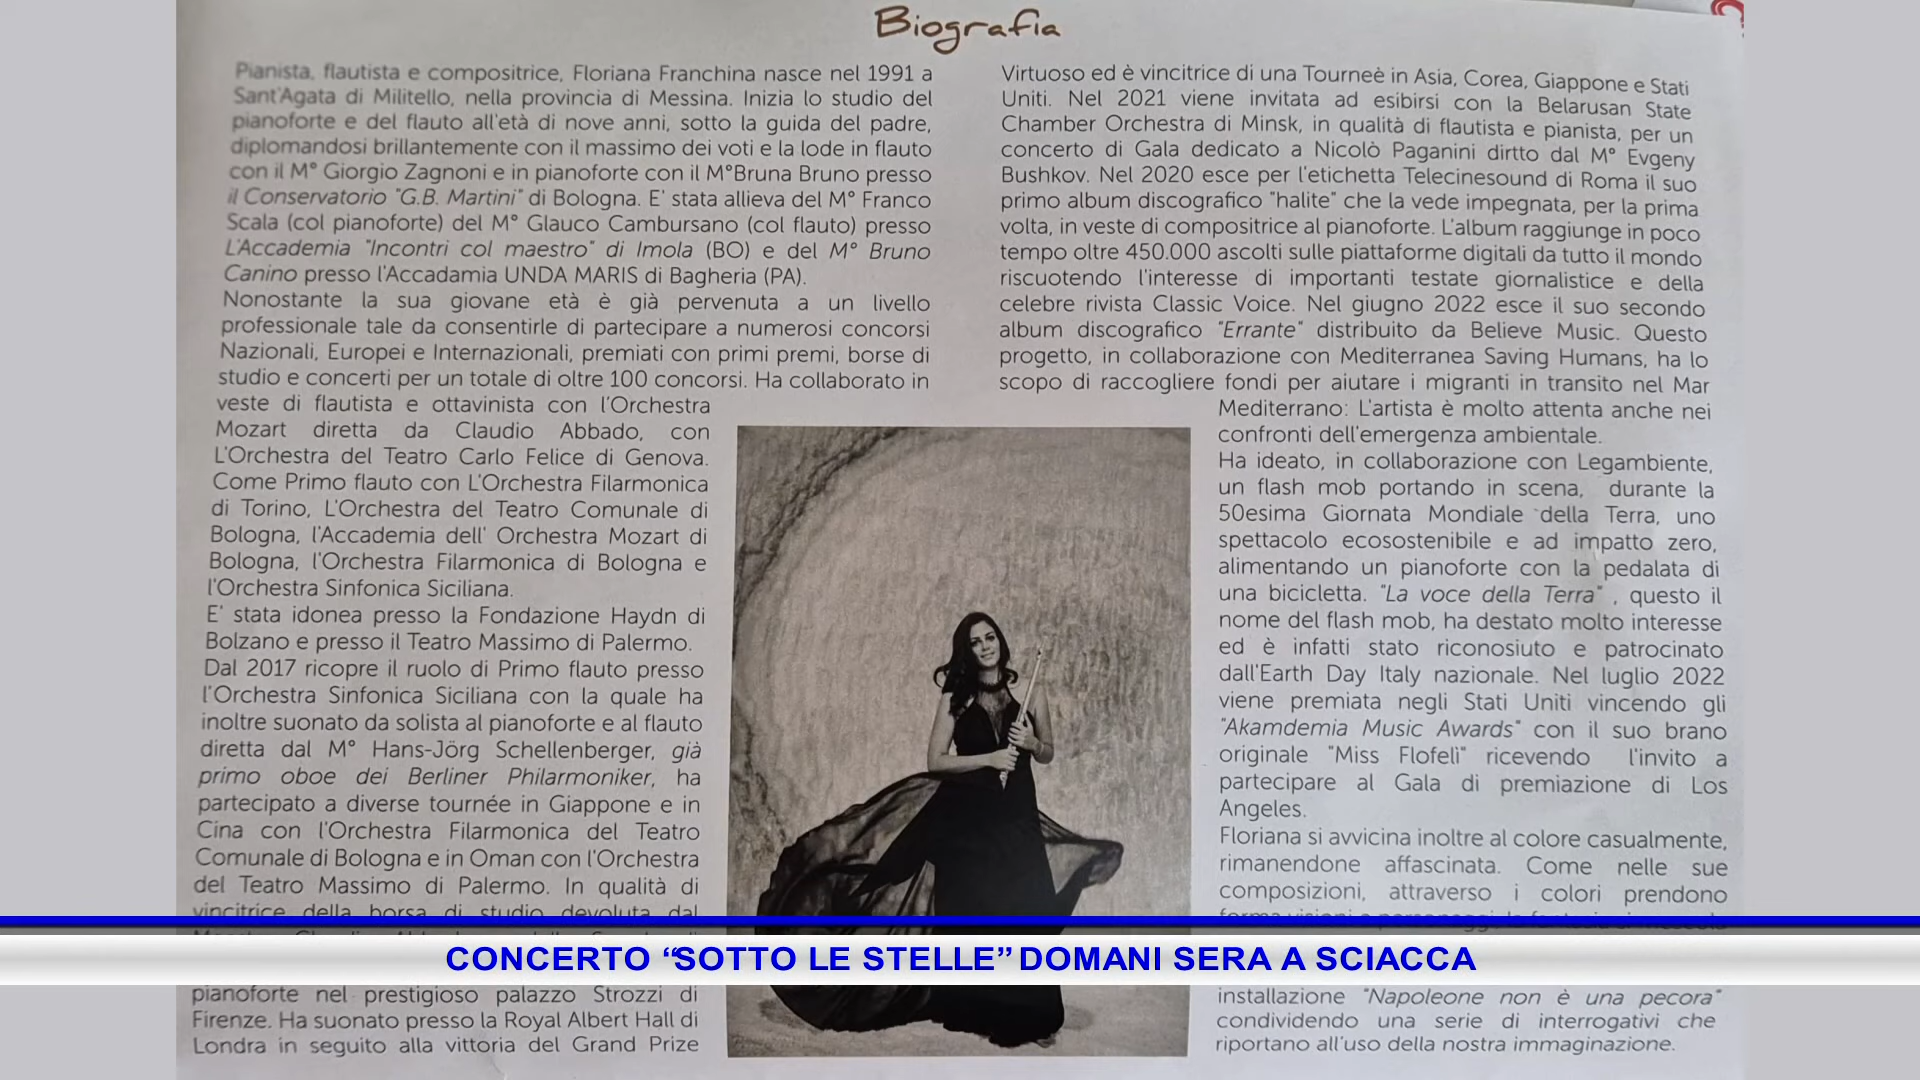 Biografia
Pianista, flautista e compositrice, Floriana Franchina nasce nel 1991 a
Sant'Agata di Militello, nella provincia di Messina. Inizia lo studio del
pianoforte e del flauto all'età di nove anni, sotto la guida del padre,
diplomandosi brillantemente con il massimo dei voti e la lode in flauto
con il M° Giorgio Zagnoni e in pianoforte con il M°Bruna Bruno presso
il Conservatorio "G.B. Martini" di Bologna. E' stata allieva del M° Franco
Scala (col pianoforte) del M° Glauco Cambursano (col flauto) presso
L'Accademia "Incontri col maestro" di Imola (BO) e del M° Bruno
Canino presso l'Accadamia UNDA MARIS di Bagheria (PA).
Nonostante la sua giovane età è già pervenuta a un livello
professionale tale da consentirle di partecipare a numerosi concorsi
Nazionali, Europei e Internazionali, premiati con primi premi, borse di
studio e concerti per un totale di oltre 100 concorsi. Ha collaborato in
veste di flautista e ottavinista con l'Orchestra
Mozart diretta da Claudio Abbado, con
L'Orchestra del Teatro Carlo Felice di Genova.
Come Primo flauto con L'Orchestra Filarmonica
di Torino, L'Orchestra del Teatro Comunale di
Bologna, l'Accademia dell' Orchestra Mozart di
Bologna, l'Orchestra Filarmonica di Bologna e
l'Orchestra Sinfonica Siciliana.
E' stata idonea presso la Fondazione Haydn di
Bolzano e presso il Teatro Massimo di Palermo.
Dal 2017 ricopre il ruolo di Primo flauto presso
l'Orchestra Sinfonica Siciliana con la quale ha
inoltre suonato da solista al pianoforte e al flauto
diretta dal M° Hans-Jörg Schellenberger, già
primo oboe dei Berliner Philarmoniker, ha
partecipato a diverse tournée in Giappone e in
Cina con l'Orchestra Filarmonica del Teatro
Comunale di Bologna e in Oman con l'Orchestra
del Teatro Massimo di Palermo. In qualità di
vincitrice della borsa di studio devoluta dal
pianoforte nel prestigioso palazzo Strozzi di
Firenze. Ha suonato presso la Royal Albert Hall di
Londra in seguito alla vittoria del Grand Prize
Virtuoso ed è vincitrice di una Tourneè in Asia, Corea, Giappone e Stati
Uniti. Nel 2021 viene invitata ad esibirsi con la Belarusan State
Chamber Orchestra di Minsk, in qualità di flautista e pianista, per un
concerto di Gala dedicato a Nicolò Paganini dirtto dal M° Evgeny
Bushkov. Nel 2020 esce per l'etichetta Telecinesound di Roma il suo
primo album discografico "halite" che la vede impegnata, per la prima
volta, in veste di compositrice al pianoforte. L'album raggiunge in poco
tempo oltre 450.000 ascolti sulle piattaforme digitali da tutto il mondo
riscuotendo l'interesse di importanti testate giornalistice e della
celebre rivista Classic Voice. Nel giugno 2022 esce il suo secondo
album discografico "Errante" distribuito da Believe Music. Questo
progetto, in collaborazione con Mediterranea Saving Humans, ha lo
scopo di raccogliere fondi per aiutare i migranti in transito nel Mar
Mediterrano: L'artista è molto attenta anche nei
confronti dell'emergenza ambientale.
Ha ideato, in collaborazione con Legambiente,
un flash mob portando in scena, durante la
50esima Giornata Mondiale della Terra, uno
spettacolo ecosostenibile e ad impatto zero,
alimentando un pianoforte con la pedalata di
una bicicletta. "La voce della Terra" , questo il
nome del flash mob, ha destato molto interesse
ed è infatti stato riconosiuto e patrocinato
dall'Earth Day Italy nazionale. Nel luglio 2022
viene premiata negli Stati Uniti vincendo gli
"Akamdemia Music Awards" con il suo brano
originale "Miss Flofelì" ricevendo l'invito a
partecipare al Gala di premiazione di Los
Angeles.
Floriana si avvicina inoltre al colore casualmente,
rimanendone affascinata. Come nelle sue
composizioni, attraverso i colori prendono
installazione "Napoleone non è una pecora"
condividendo una serie di interrogativi che
riportano all'uso della nostra immaginazione.
CONCERTO “SOTTO LE STELLE” DOMANI SERA A SCIACCA